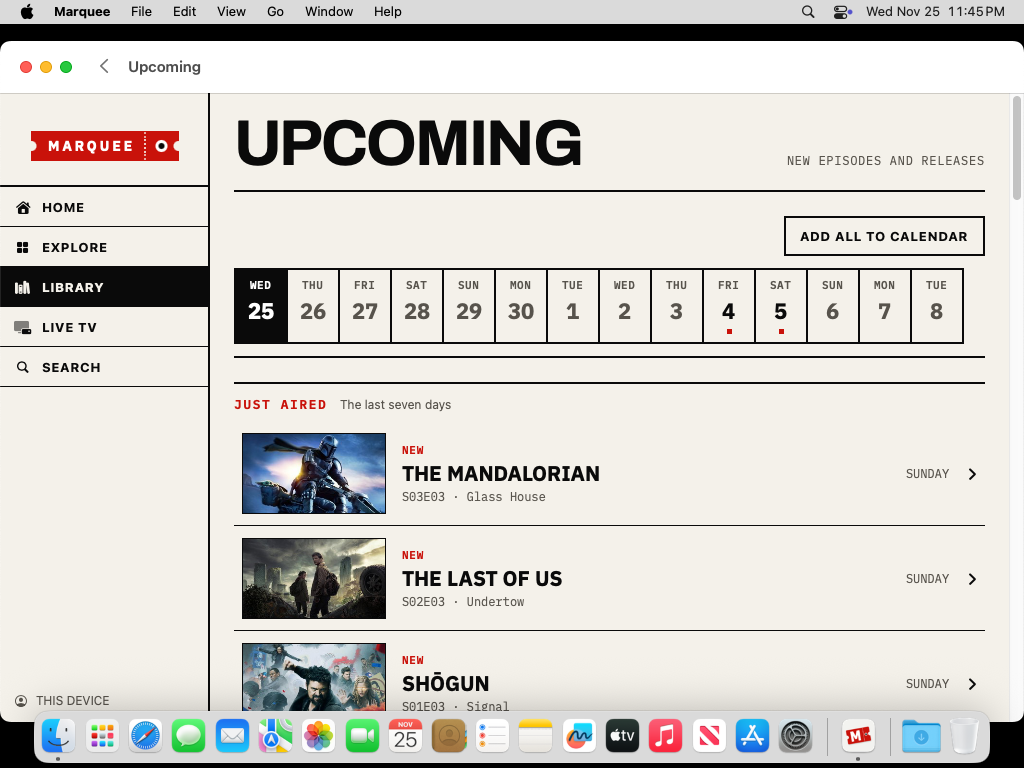 Marquee File Edit View Go Window Help Wed Nov 25 11:45 PM
Upcoming
MARQUEE
HOME
EXPLORE
LIBRARY
LIVE TV
SEARCH
THIS DEVICE
UPCOMING
NEW EPISODES AND RELEASES
ADD ALL TO CALENDAR
WED THU FRI SAT SUN MON TUE WED THU FRI SAT SUN MON TUE
25 26 27 28 29 30 1 2 3 4 5 6 7 8
JUST AIRED The last seven days
NEW
THE MANDALORIAN
S03E03 · Glass House
SUNDAY
NEW
THE LAST OF US
S02E03 · Undertow
SUNDAY
NEW
SHŌGUN
S01E03 · Signal
SUNDAY
NOV
25
tv